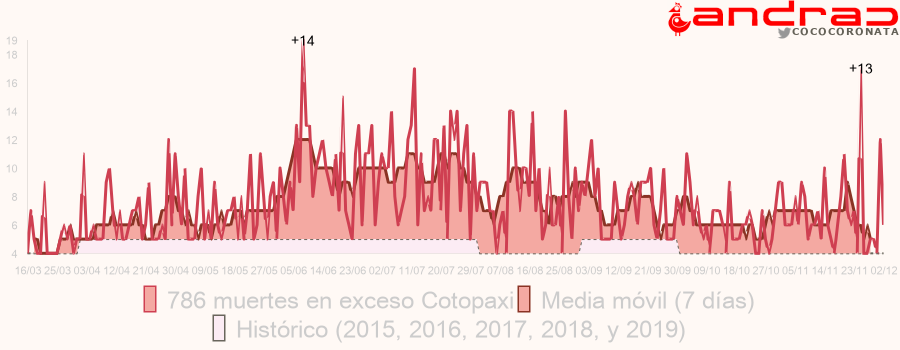 andrab
COCOCORONATA
+14
+13
19
18
16
14
12
10
8
6
4
16/03 25/03 03/04 12/04 21/04 30/04 09/05 18/05 27/05 05/06 14/06 23/06 02/07 11/07 20/07 29/07 07/08 16/08 25/08 03/09 12/09 21/09 30/09 09/10 18/10 27/10 05/11 14/11 23/11 02/12
786 muertes en exceso Cotopaxi Media móvil (7 días)
Histórico (2015, 2016, 2017, 2018, y 2019)